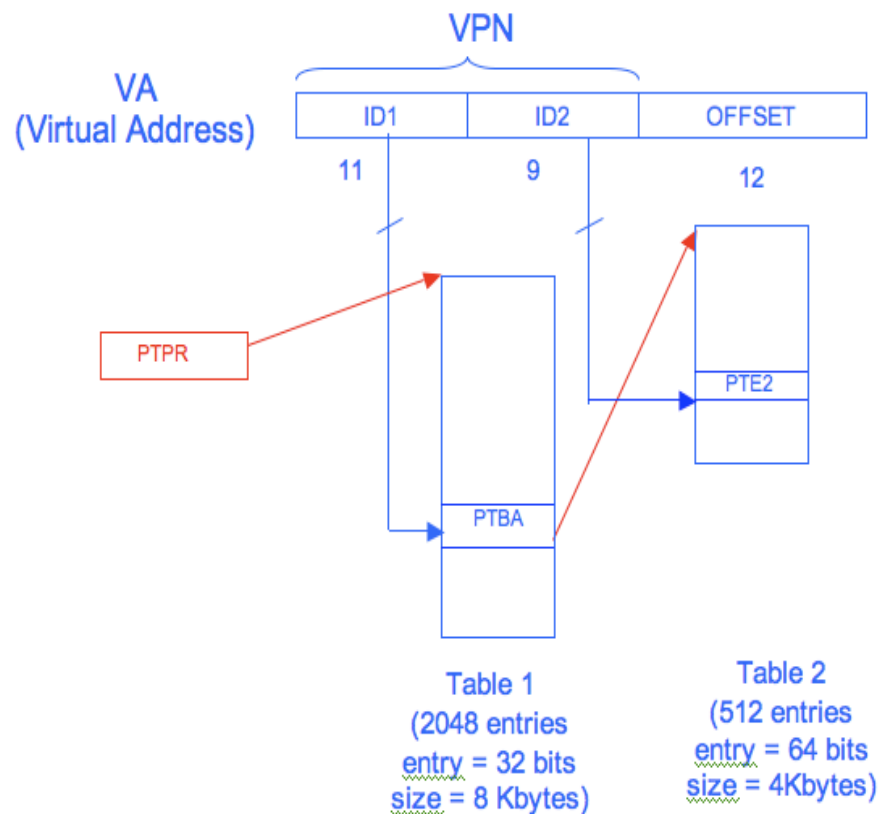 VPN
VA
(Virtual Address)
ID1
ID2
OFFSET
11
9
12
PTPR
PTE2
PTBA
Table 1
(2048 entries
entry = 32 bits
size = 8 Kbytes)
Table 2
(512 entries
entry = 64 bits
size = 4Kbytes)